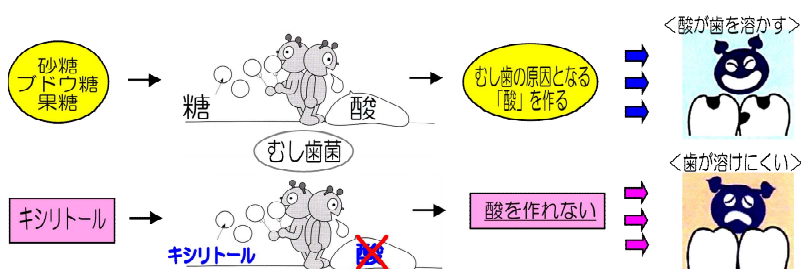 砂糖
ブドウ糖
果糖
糖
酸
むし歯菌
むし歯の原因となる
「酸」を作る
＜酸が歯を溶かす＞
キシリトール
キシリトール
酸
酸を作れない
＜歯が溶けにくい＞